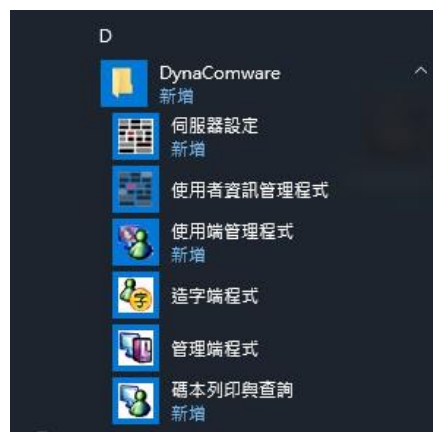 D
DynaComware
新增
伺服器設定
新增
使用者資訊管理程式
使用端管理程式
新增
造字端程式
管理端程式
碼本列印與查詢
新增